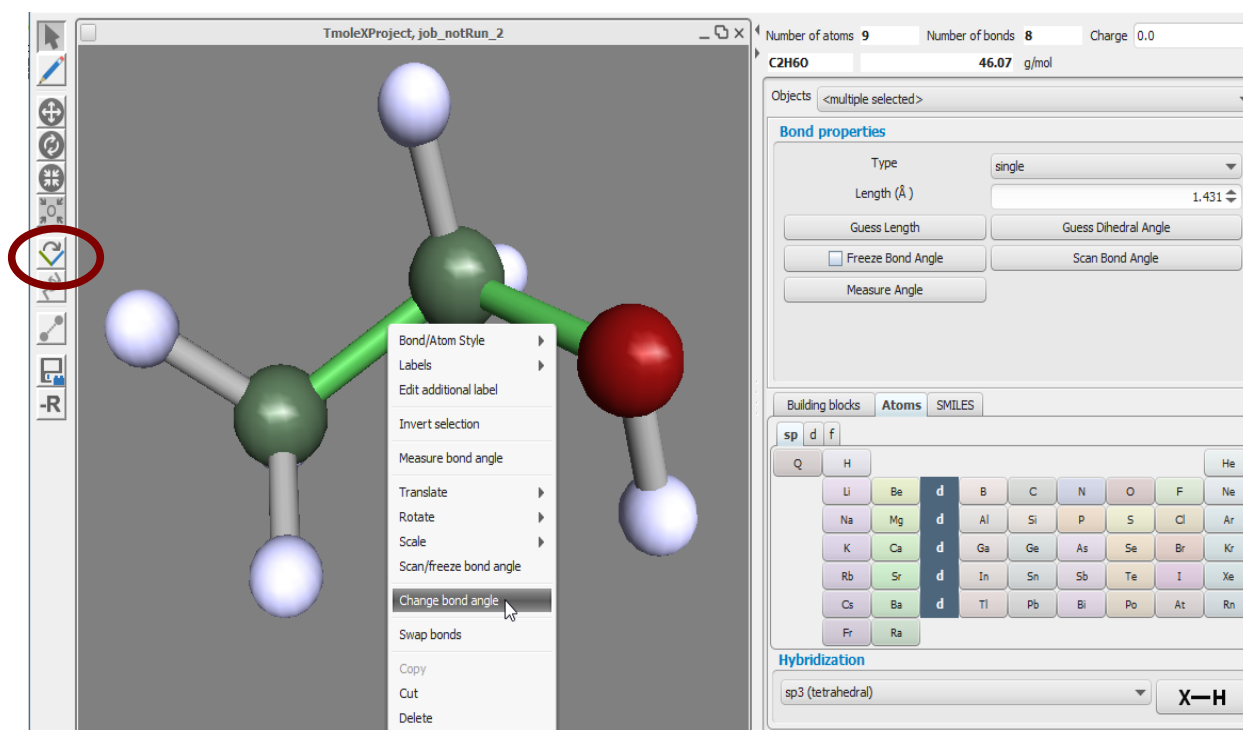 TmoleXProject, job_notRun_2
-R
Bond/Atom Style
Labels
Edit additional label
Invert selection
Measure bond angle
Translate
Rotate
Scale
Scan/freeze bond angle
Change bond angle
Swap bonds
Copy
Cut
Delete
Number of atoms 9 Number of bonds 8 Charge 0.0
C2H6O 46.07 g/mol
Objects <multiple selected>
Bond properties
Type single
Length (Å ) 1.431
Guess Length Guess Dihedral Angle
Freeze Bond Angle Scan Bond Angle
Measure Angle
Building blocks Atoms SMILES
sp d f
Q H He
Li Be d B C N O F Ne
Na Mg d Al Si P S Cl Ar
K Ca d Ga Ge As Se Br Kr
Rb Sr d In Sn Sb Te I Xe
Cs Ba d Tl Pb Bi Po At Rn
Fr Ra
Hybridization
sp3 (tetrahedral) X—H